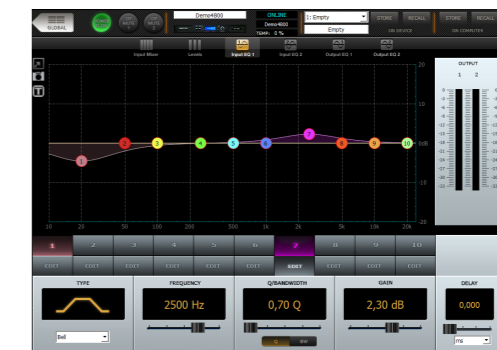 GLOBAL
MUTE 1
MUTE 2
Demo4800
ONLINE
Demo4800
TEMP: 0 %
1: Empty
Empty
STORE RECALL
ON DEVICE
STORE RECALL
ON COMPUTER
Input Mixer Levels Input EQ 1 Input EQ 2 Output EQ 1 Output EQ 2
T
20
10
0dB
-10
-20
1 2 3 4 5 6 7 8 9 10
10 20 50 100 200 500 1k 2k 5k 10k 20k
OUTPUT
1 2
1 2 3 4 5 6 7 8 9 10
EDIT EDIT EDIT EDIT EDIT EDIT EDIT EDIT EDIT EDIT
TYPE FREQUENCY Q/BANDWIDTH GAIN DELAY
2500 Hz 0,70 Q 2,30 dB 0,000
Bell Q BW ms